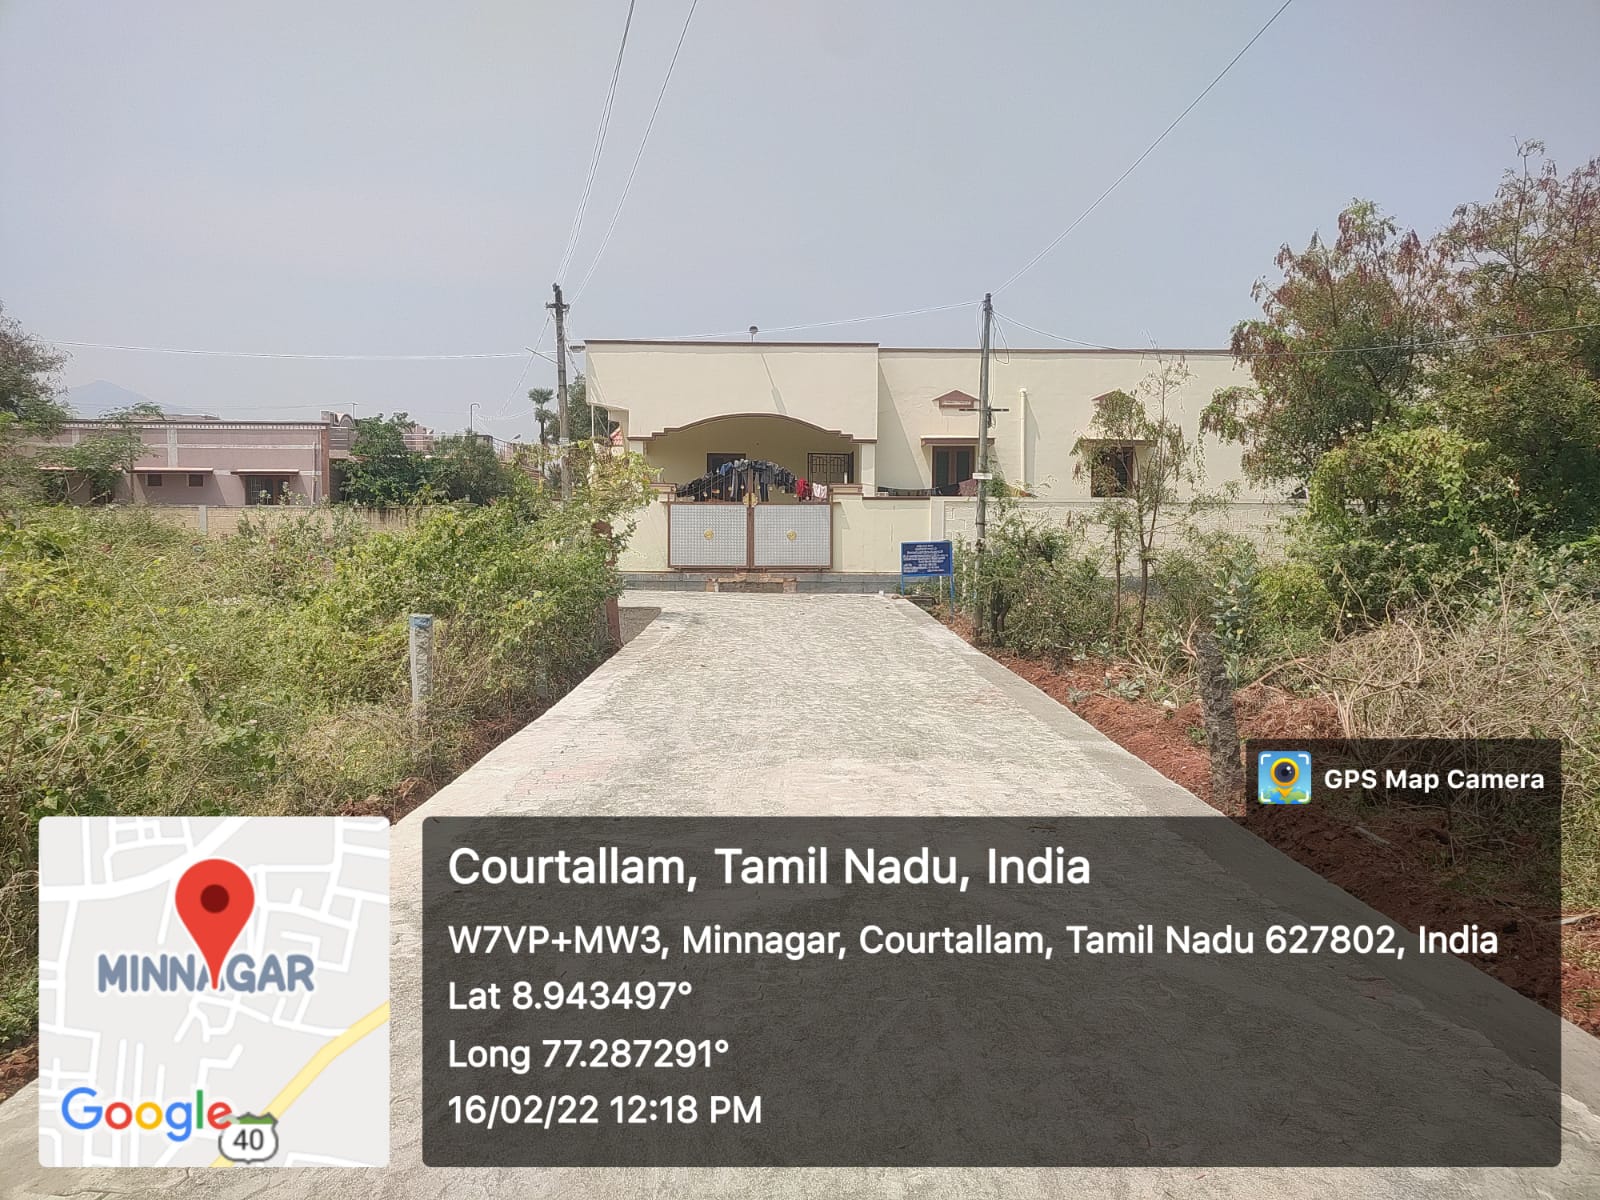 GPS Map Camera
MINNAGAR
Google
40
Courtallam, Tamil Nadu, India
W7VP+MW3, Minnagar, Courtallam, Tamil Nadu 627802, India
Lat 8.943497°
Long 77.287291°
16/02/22 12:18 PM